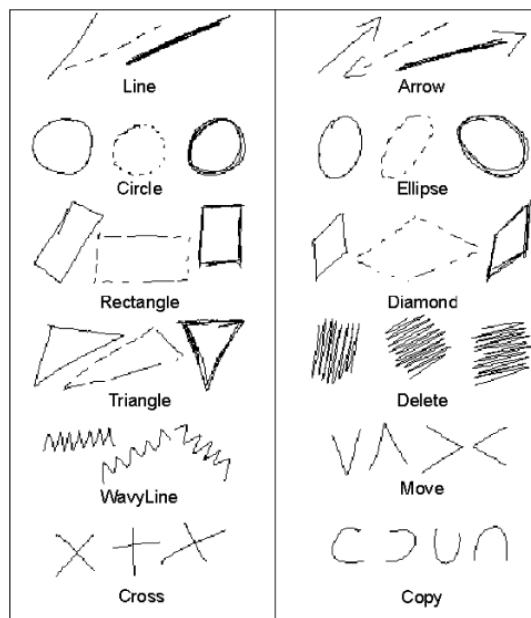 Line
Arrow
Circle
Ellipse
Rectangle
Diamond
Triangle
Delete
WavyLine
Move
Cross
Copy